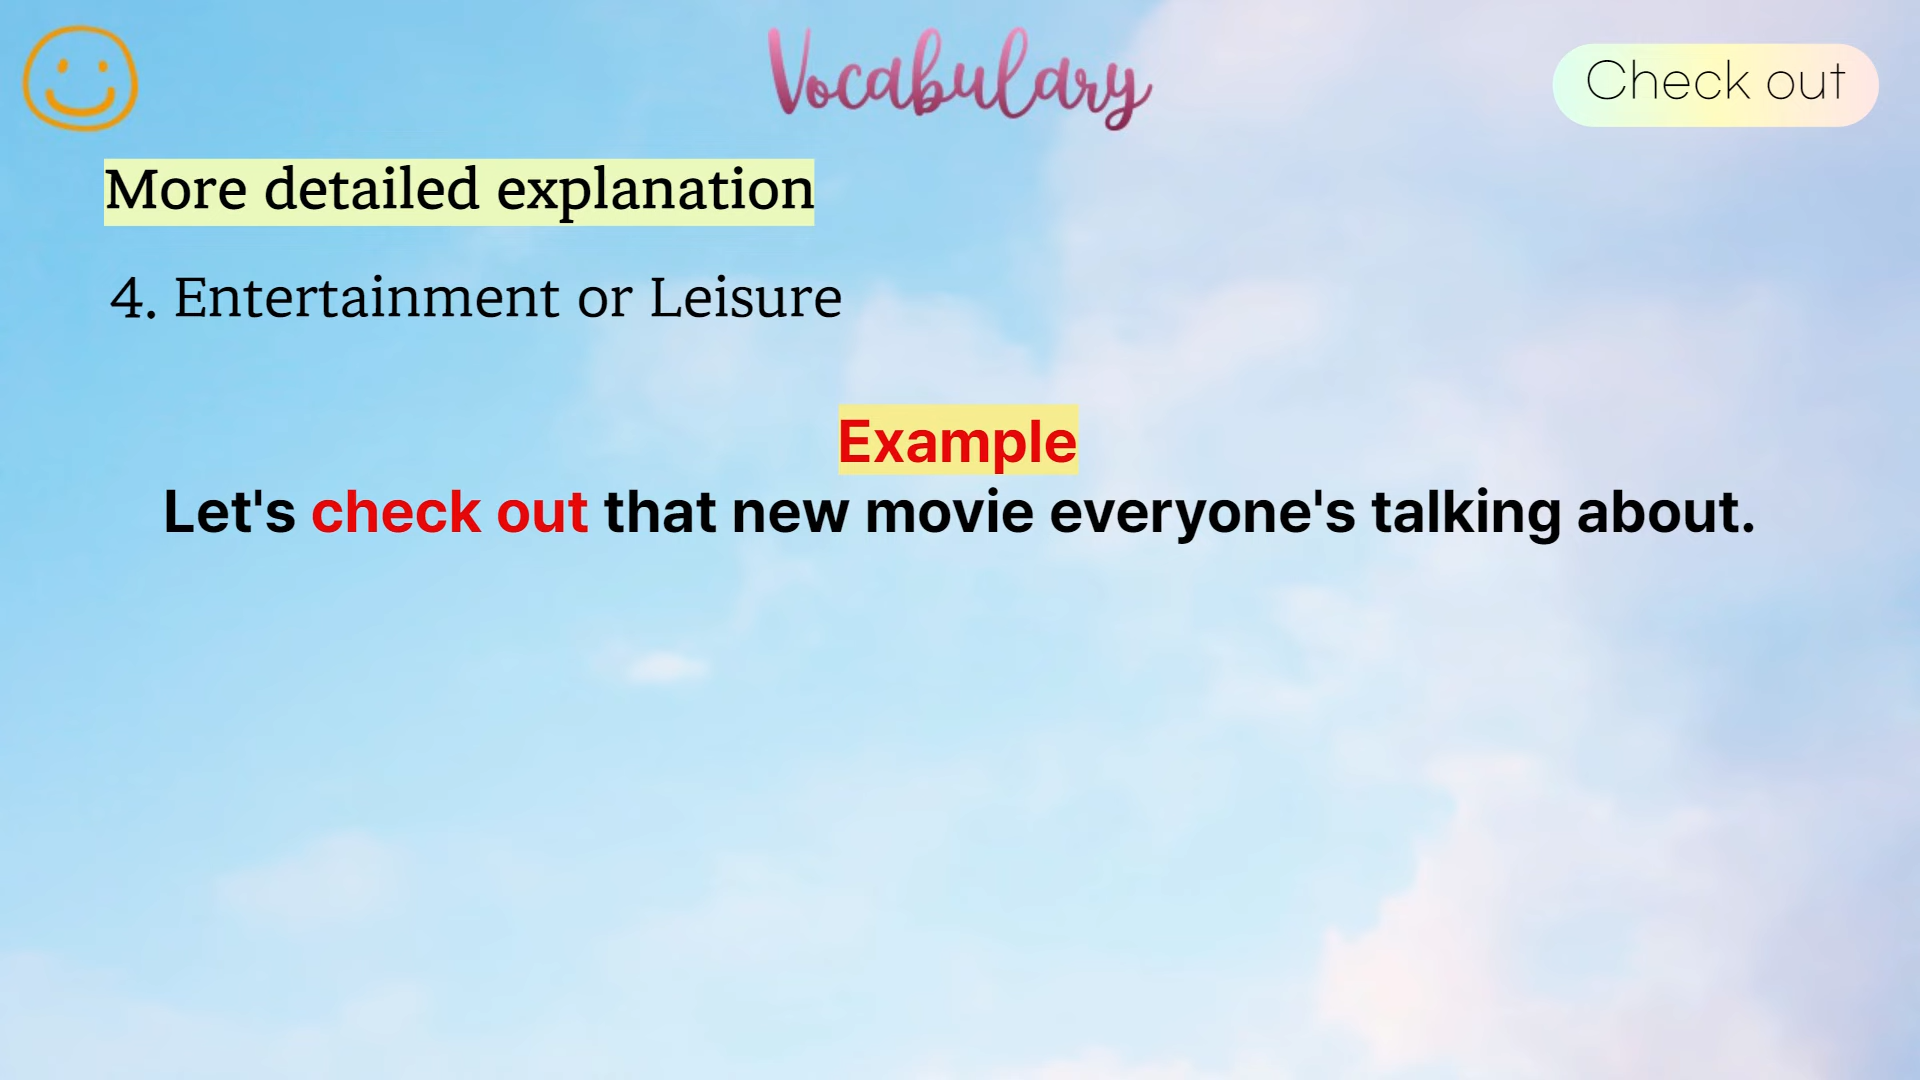 Vocabulary
Check out
More detailed explanation
4. Entertainment or Leisure
Example
Let's check out that new movie everyone's talking about.